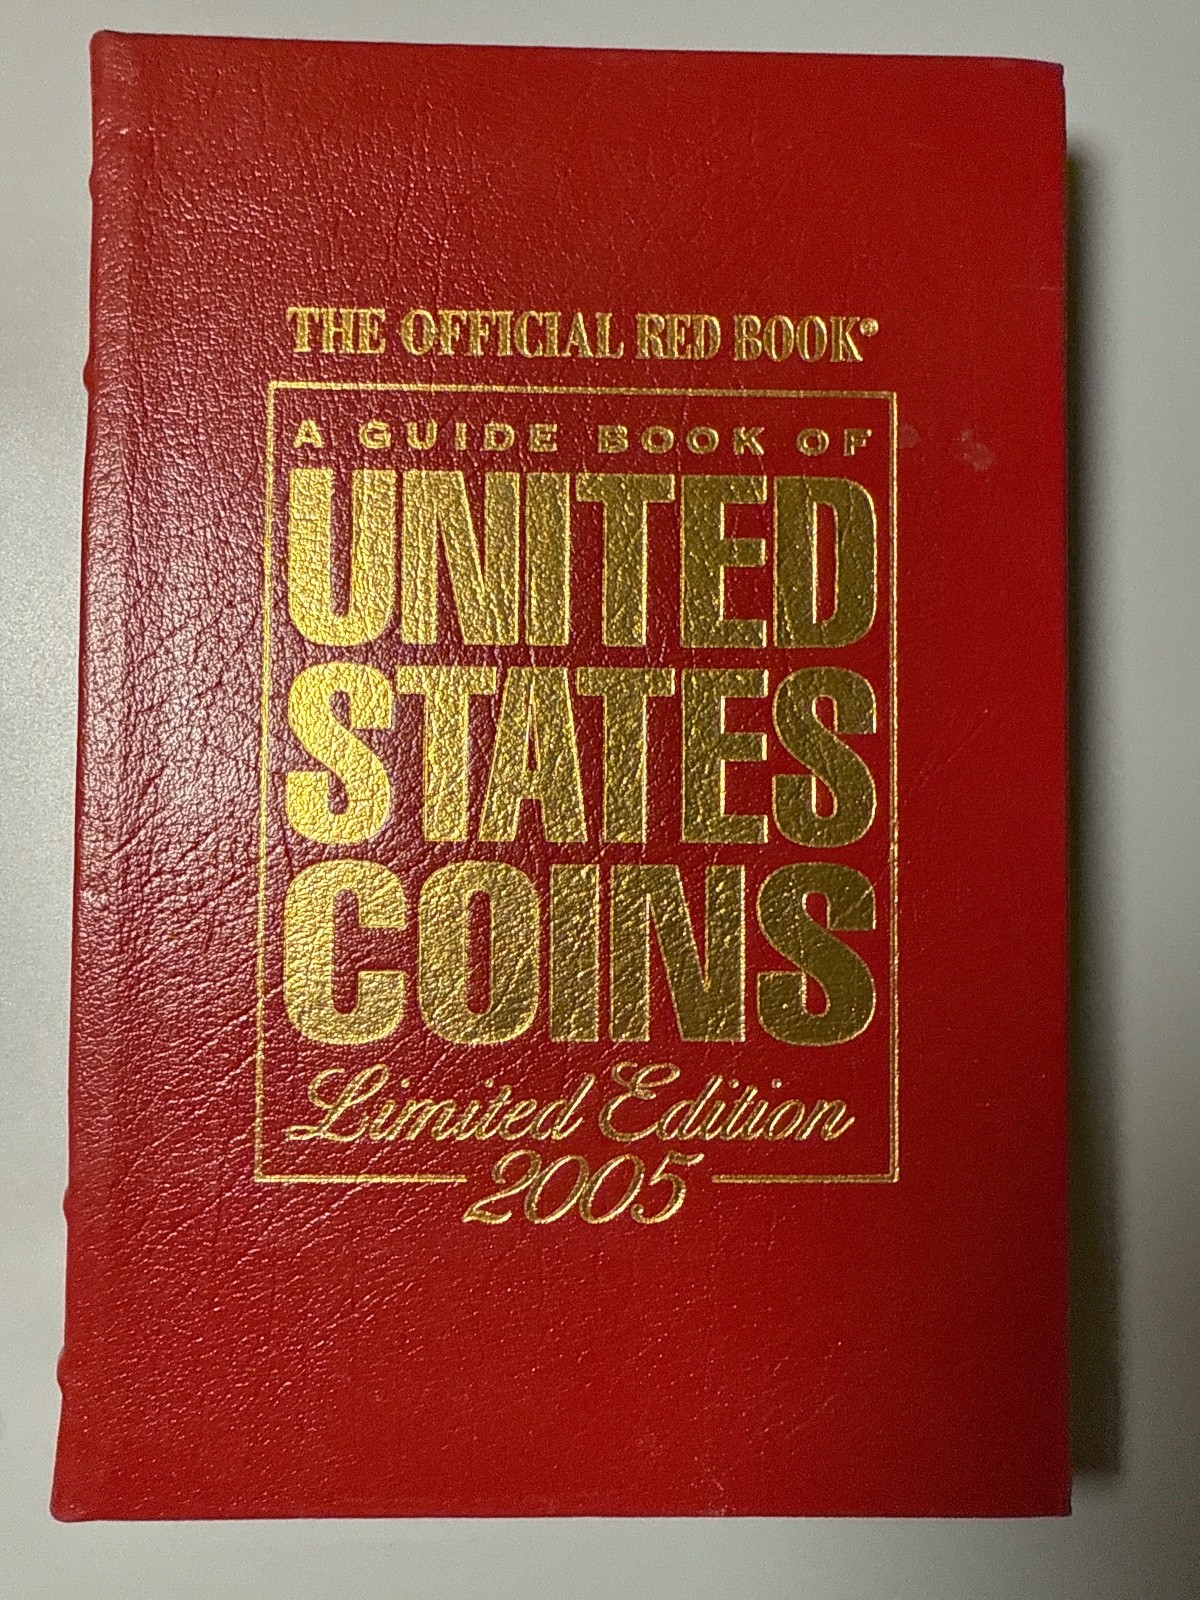 THE OFFICIAL RED BOOK®
A GUIDE BOOK OF
UNITED
STATES
COINS
Limited Edition
2005